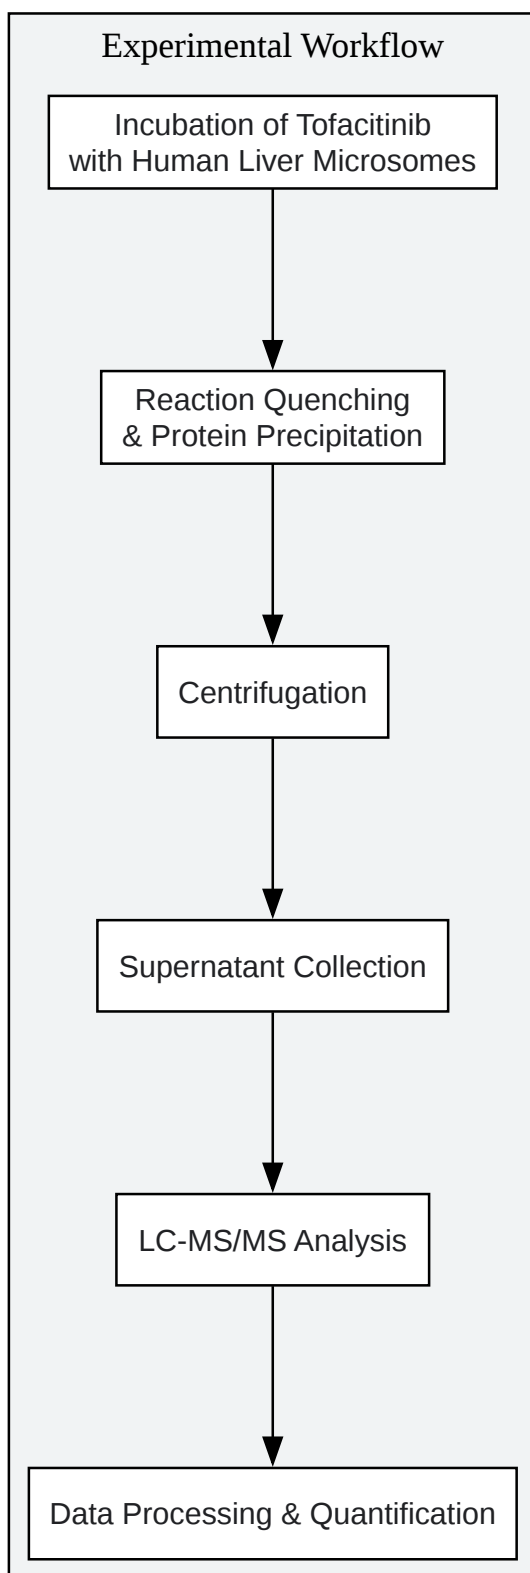 Experimental Workflow
Incubation of Tofacitinib
with Human Liver Microsomes
Reaction Quenching
& Protein Precipitation
Centrifugation
Supernatant Collection
LC-MS/MS Analysis
Data Processing & Quantification